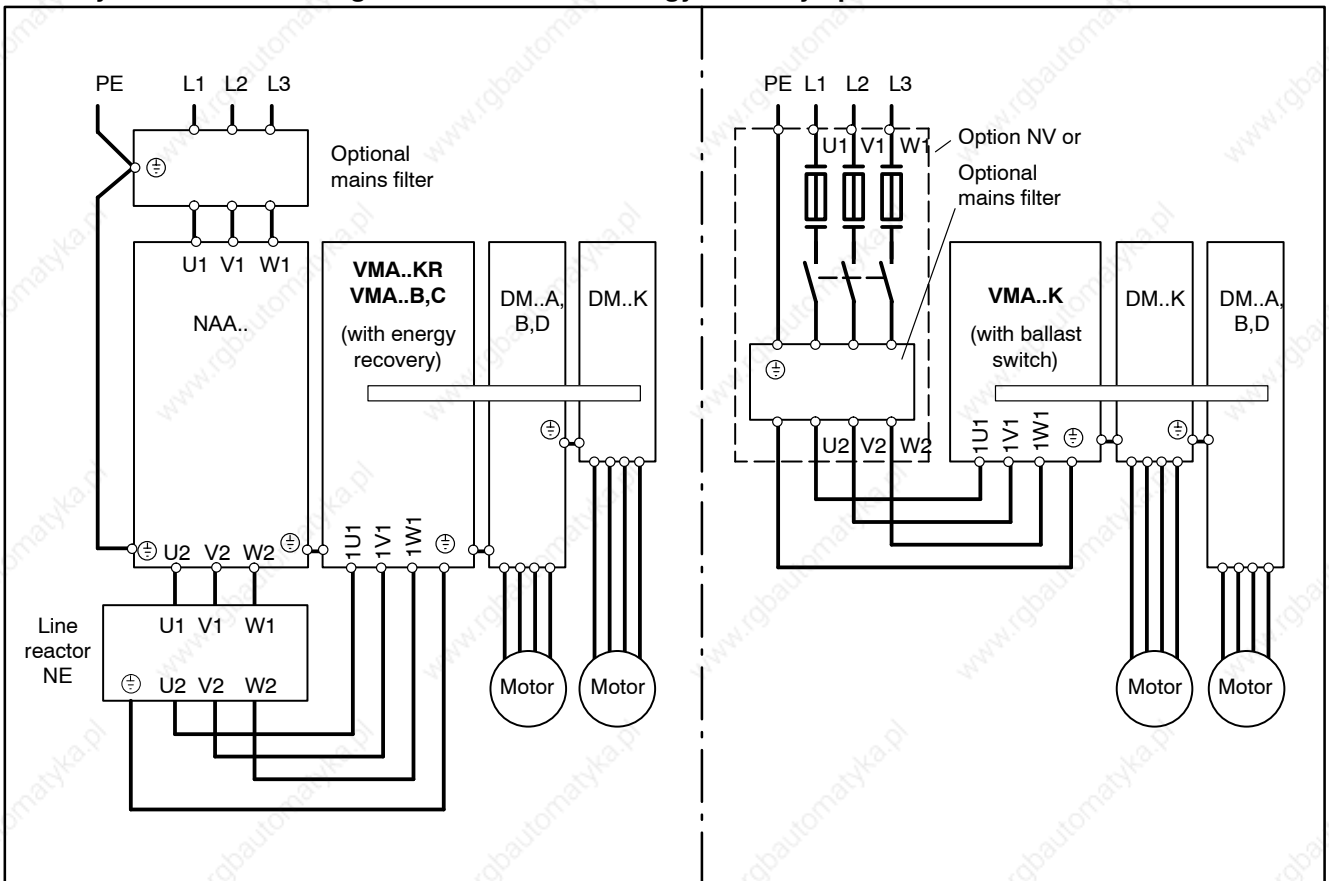 PE L1 L2 L3
Optional
mains filter
U1 V1 W1
NAA..
VMA..KR
VMA..B,C
(with energy
recovery)
DM..A,
B,D
DM..K
U2 V2 W2
1U1 1V1 1W1
Line
reactor
NE
U1 V1 W1
U2 V2 W2
Motor
Motor
PE L1 L2 L3
U1 V1 W1
Option NV or
Optional
mains filter
VMA..K
(with ballast
switch)
DM..K
DM..A,
B,D
U2 V2 W2
1U1 1V1 1W1
Motor
Motor
www.rgbautomatyka.pl